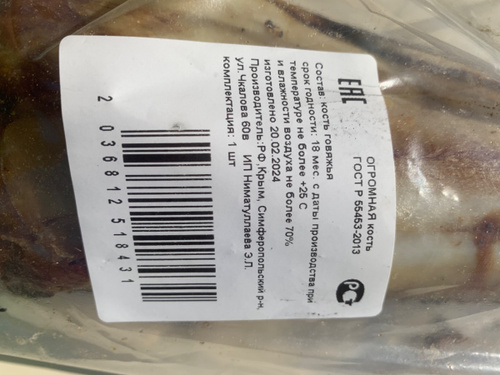 ОГРОМНАЯ кость
ГОСТ Р 55453-2013
ЕАС
РСТ
Состав: кость говяжья
срок годности: 18 мес. с даты производства при
температуре не более +25 С
и влажности воздуха не более 70%
изготовлено 20.02.2024
Производитель:РФ,Крым, Симферопольский р-н,
ул.Чкалова 60в ИП Ниматуллаева Э.Л.
комплектация: 1 шт
2 036812 518431